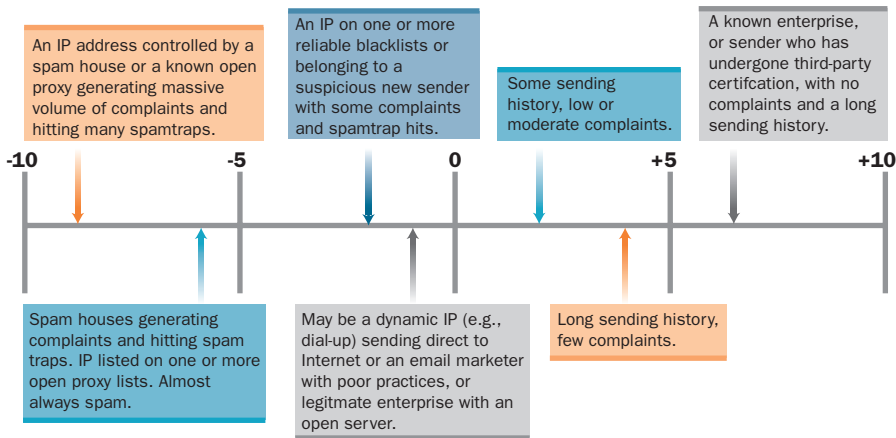 An IP address controlled by a
spam house or a known open
proxy generating massive
volume of complaints and
hitting many spamtraps.
An IP on one or more
reliable blacklists or
belonging to a
suspicious new sender
with some complaints
and spamtrap hits.
Some sending
history, low or
moderate complaints.
A known enterprise,
or sender who has
undergone third-party
certifcation, with no
complaints and a long
sending history.
-10
-5
0
+5
+10
Spam houses generating
complaints and hitting spam
traps. IP listed on one or more
open proxy lists. Almost
always spam.
May be a dynamic IP (e.g.,
dial-up) sending direct to
Internet or an email marketer
with poor practices, or
legitmate enterprise with an
open server.
Long sending history,
few complaints.